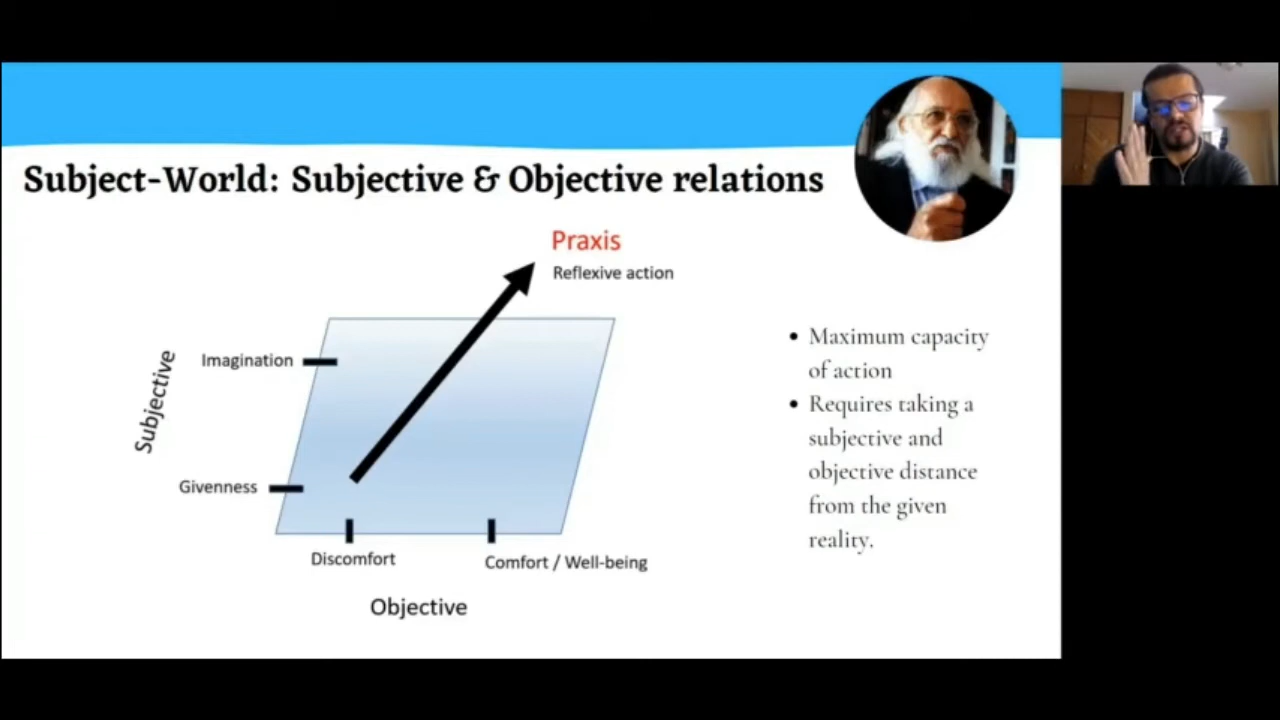 Subject-World: Subjective & Objective relations
Praxis
Reflexive action
Subjective
Imagination
Givenness
Discomfort
Comfort / Well-being
Objective
• Maximum capacity
of action
• Requires taking a
subjective and
objective distance
from the given
reality.